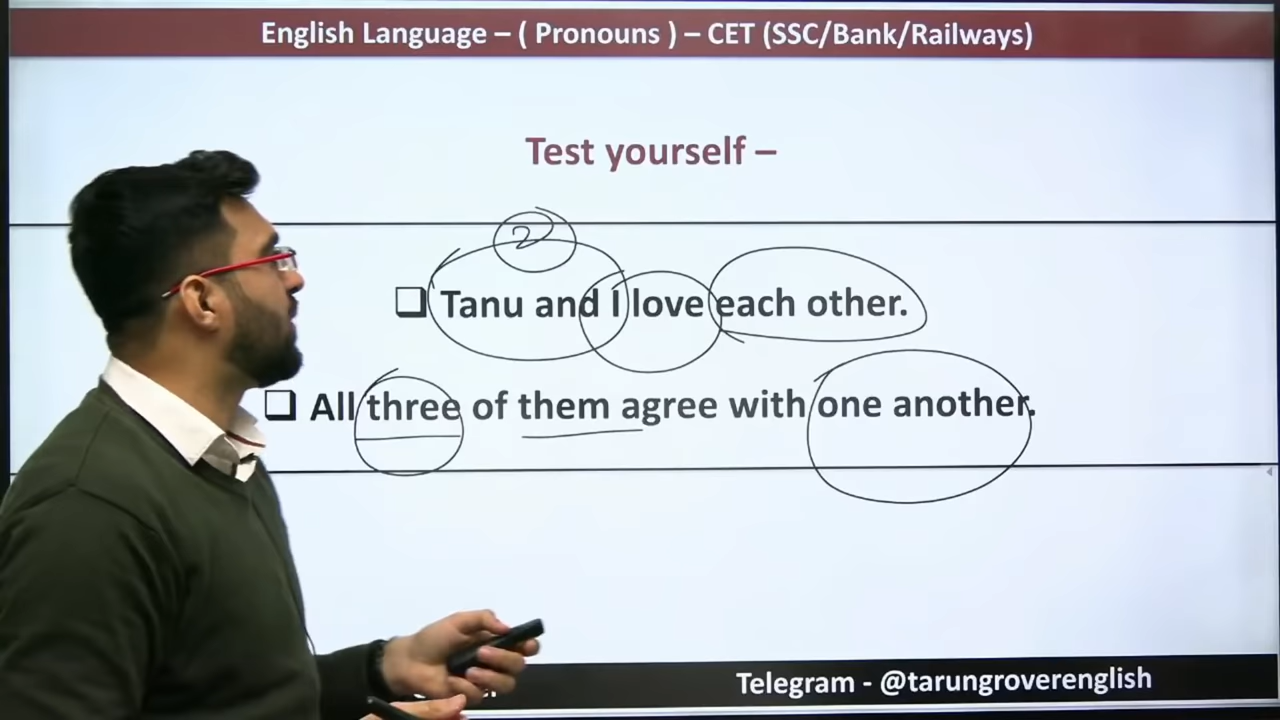 English Language – ( Pronouns ) – CET (SSC/Bank/Railways)
Test yourself –
2
❑ Tanu and I love each other.
❑ All three of them agree with one another.
Telegram - @tarungroverenglish